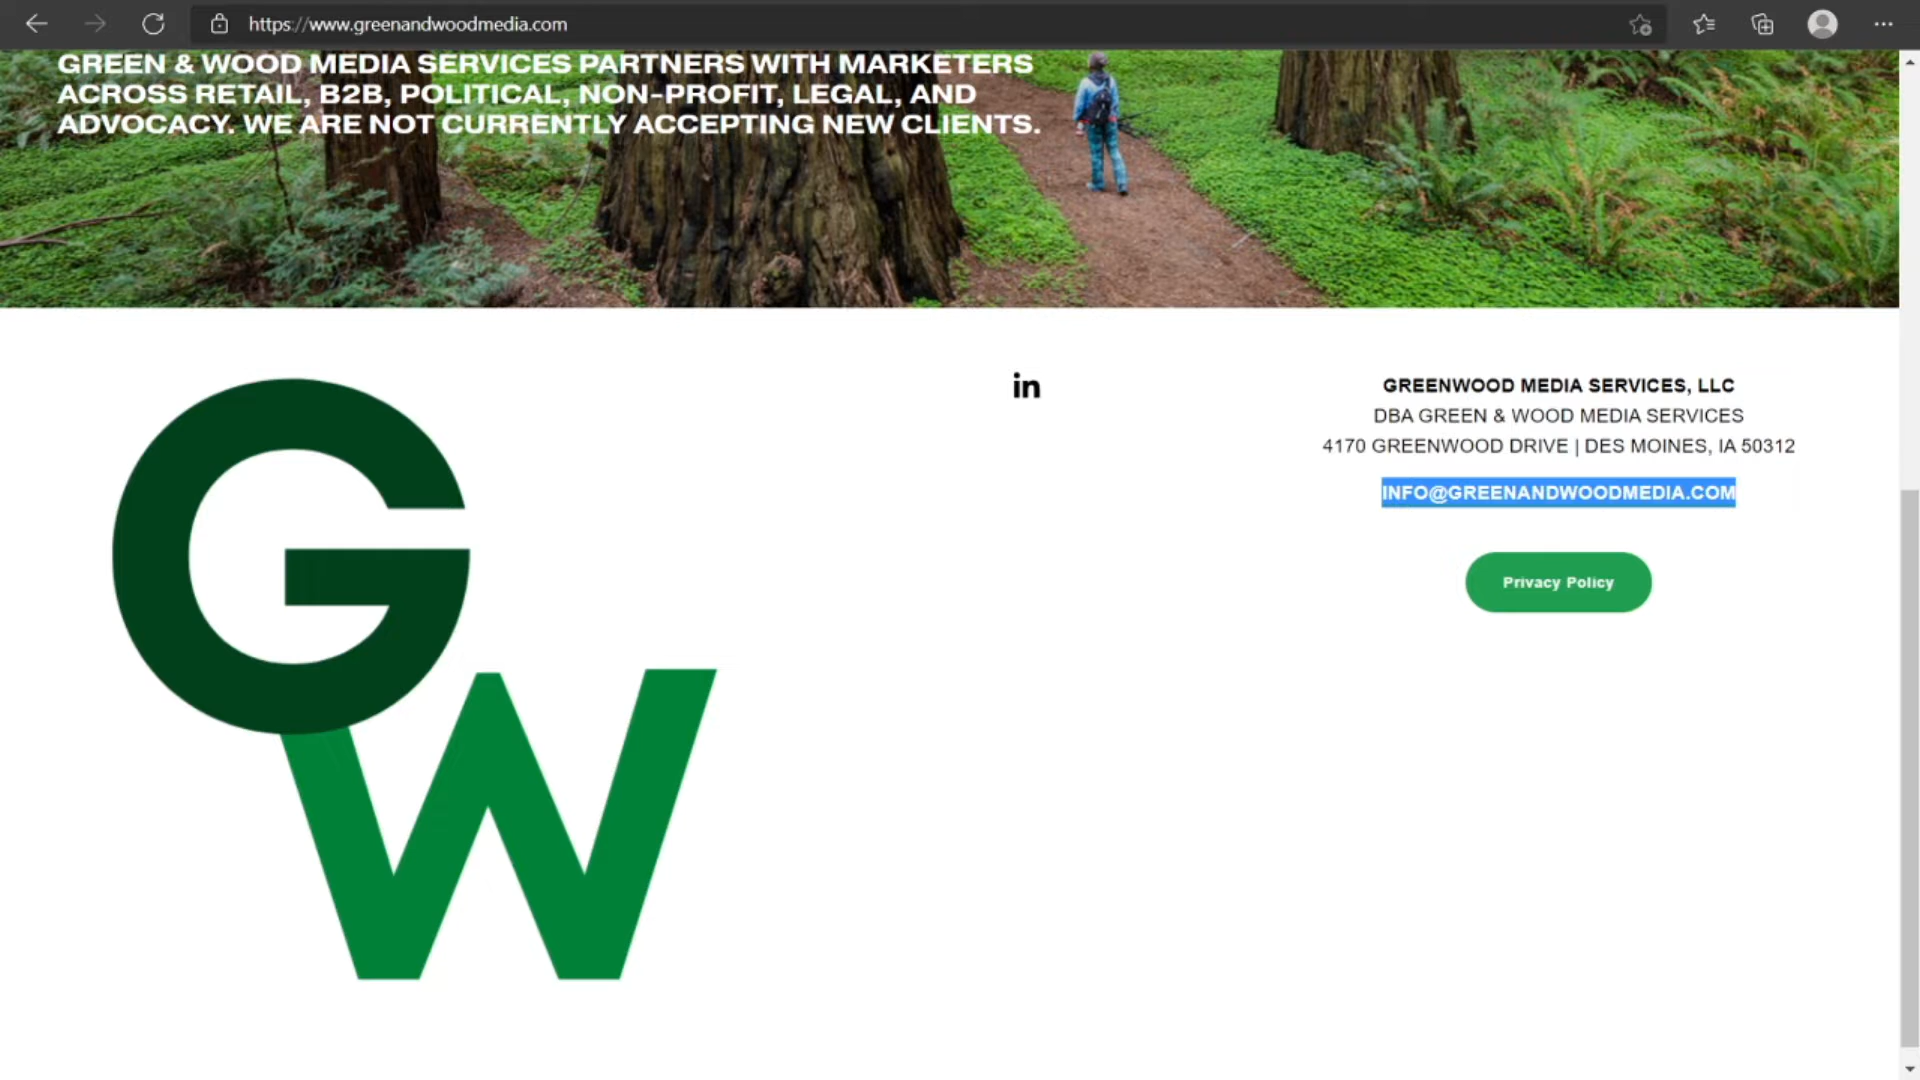 https://www.greenandwoodmedia.com
GREEN & WOOD MEDIA SERVICES PARTNERS WITH MARKETERS
ACROSS RETAIL, B2B, POLITICAL, NON-PROFIT, LEGAL, AND
ADVOCACY. WE ARE NOT CURRENTLY ACCEPTING NEW CLIENTS.
in
GREENWOOD MEDIA SERVICES, LLC
DBA GREEN & WOOD MEDIA SERVICES
4170 GREENWOOD DRIVE | DES MOINES, IA 50312
INFO@GREENANDWOODMEDIA.COM
Privacy Policy
G
W